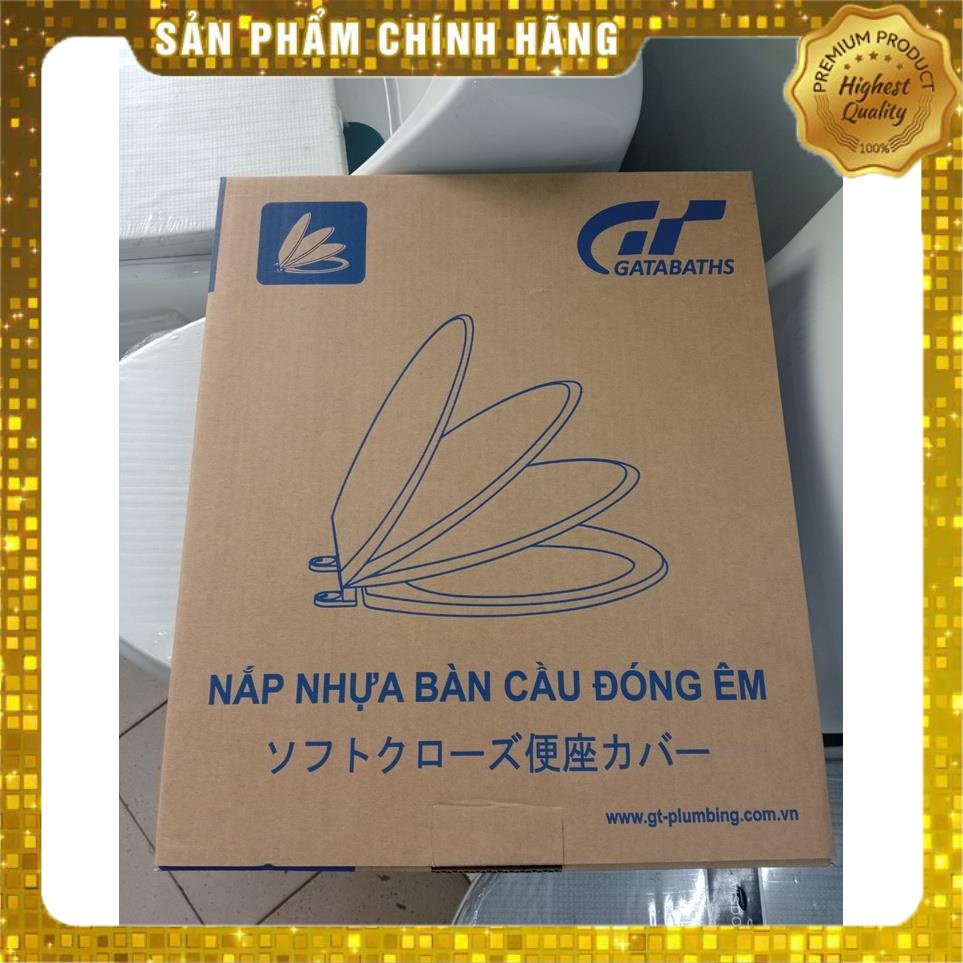 SẢN PHẨM CHÍNH HÃNG
PREMIUM PRODUCT
Highest
Quality
100%
GT
GATABATHS
NẮP NHỰA BÀN CẦU ĐÓNG ÊM
ソフトクローズ便座カバー
www.gt-plumbing.com.vn